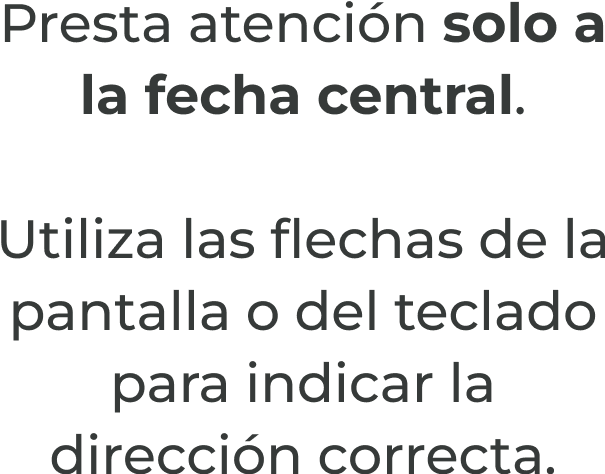 Presta atención solo a
la fecha central.
Utiliza las flechas de la
pantalla o del teclado
para indicar la
dirección correcta.